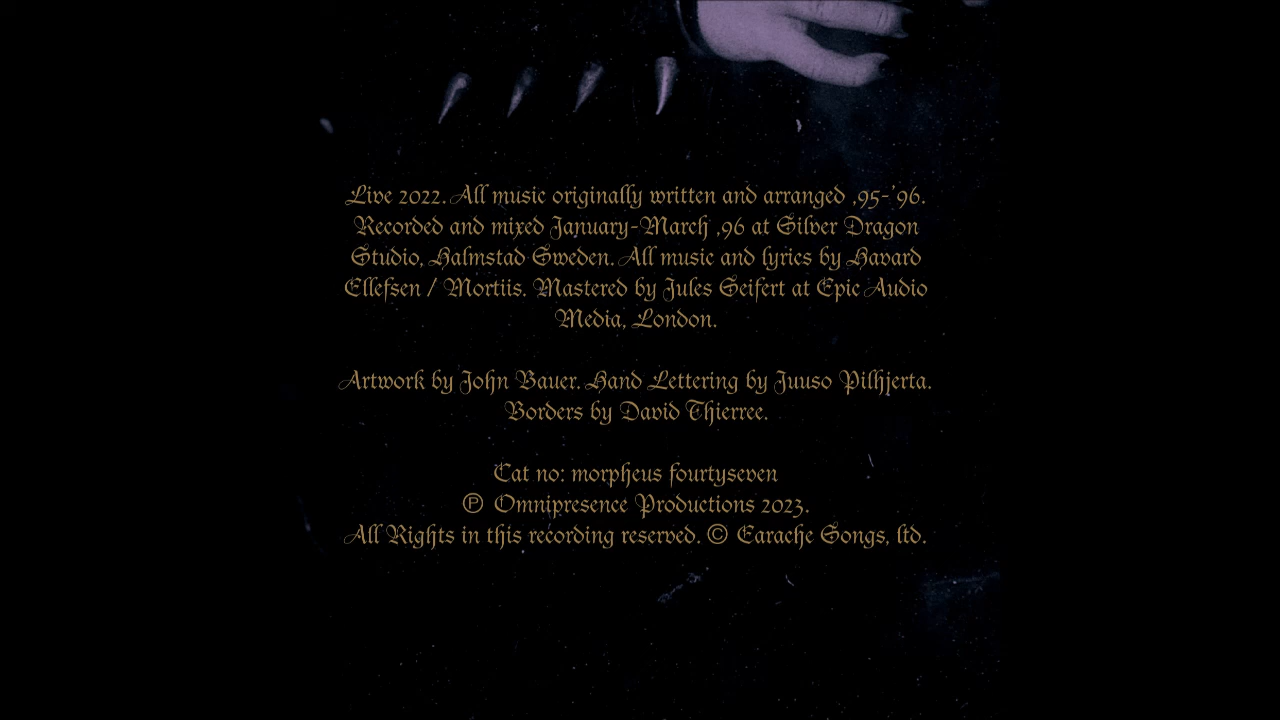 Live 2022. All music originally written and arranged ,95-'96.
Recorded and mixed January-March ,96 at Silver Dragon
Studio, Halmstad Sweden. All music and lyrics by Havard
Ellefsen / Mortiis. Mastered by Jules Seifert at Epic Audio
Media, London.
Artwork by John Bauer. Hand Lettering by Juuso Pilhjerta.
Borders by David Thierree.
Cat no: morpheus fourtyseven
Ⓟ Omnipresence Productions 2023.
All Rights in this recording reserved. © Earache Songs, ltd.